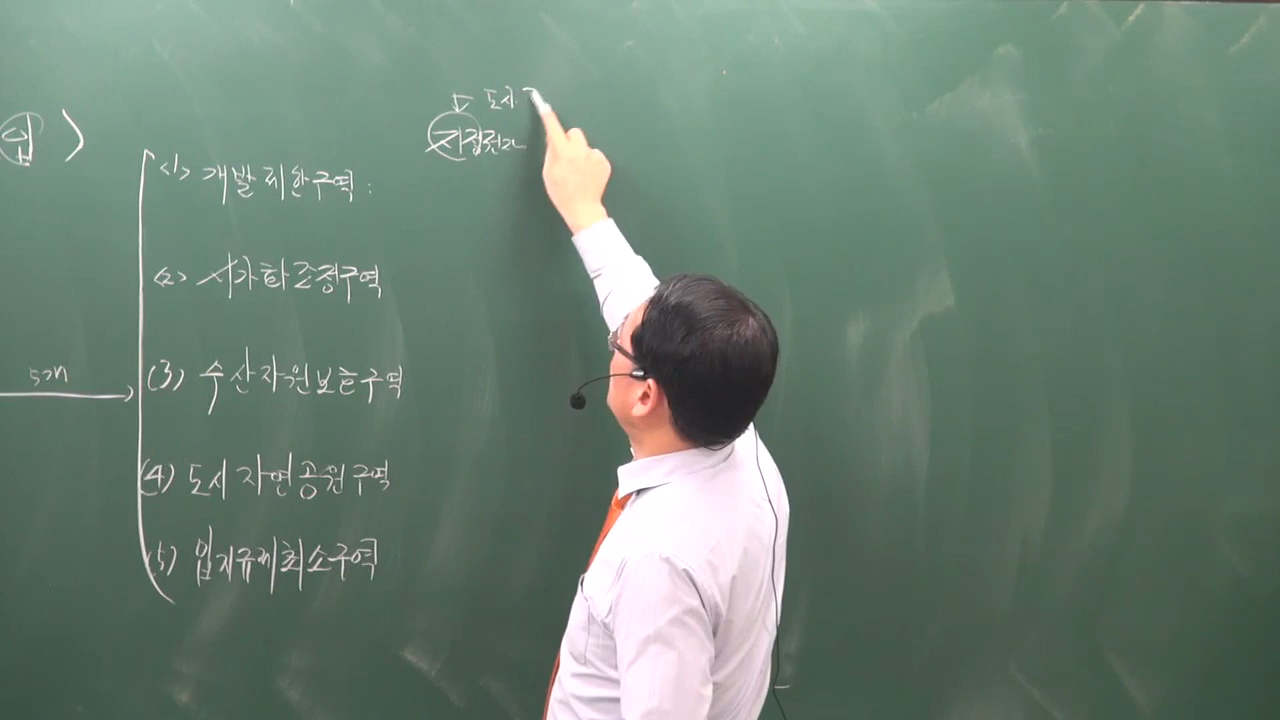 입 >
도시
지정권자
<1> 개발제한구역 :
<2> 시가화조정구역
5개
(3) 수산자원보호구역
(4) 도시자연공원구역
(5) 입지규제최소구역